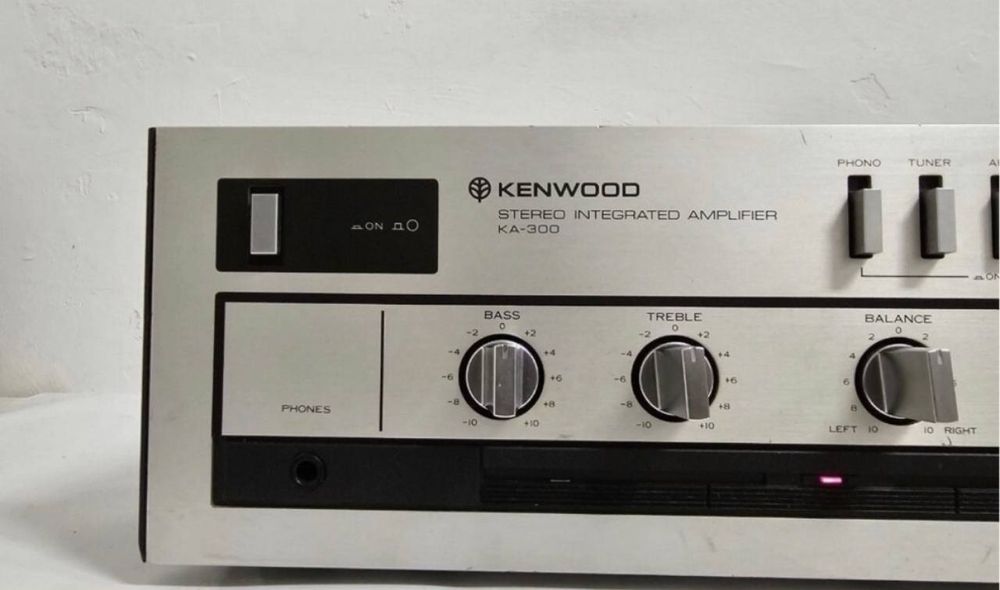 KENWOOD
STEREO INTEGRATED AMPLIFIER
KA-300
ON
PHONO TUNER
ON
BASS
-2 0 +2
-4 +4
-6 +6
-8 +8
-10 +10
TREBLE
-2 0 +2
-4 +4
-6 +6
-8 +8
-10 +10
BALANCE
2 0 2
4
6
8
LEFT 10 10 RIGHT
PHONES